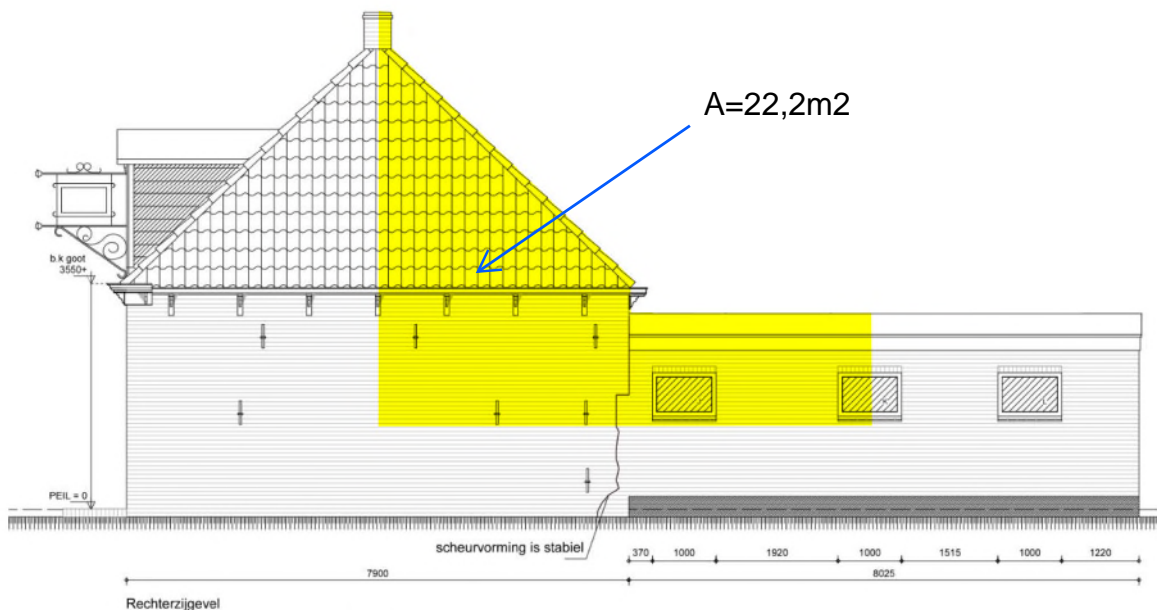 A=22,2m2
b.k goot
3550+
PEIL = 0
scheurvorming is stabiel
370 1000 1920 1000 1515 1000 1220
7900 8025
Rechterzijgevel